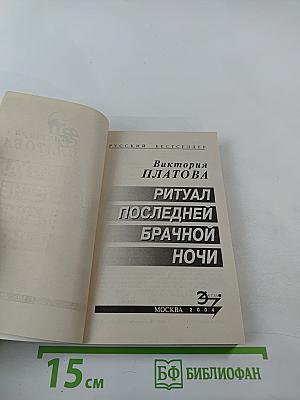 РУССКИЙ БЕСТСЕЛЛЕР
Виктория
ПЛАТОВА
РИТУАЛ
ПОСЛЕДНЕЙ
БРАЧНОЙ
НОЧИ
МОСКВА 2004
15 см
БФ БИБЛИОФАН